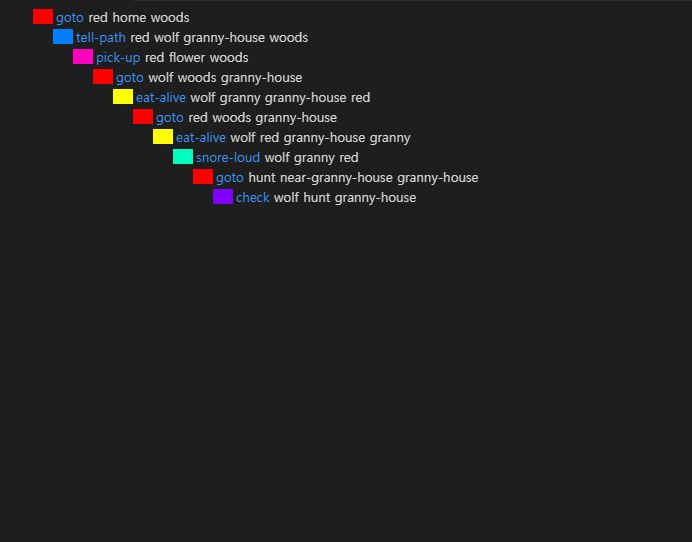 goto red home woods
tell-path red wolf granny-house woods
pick-up red flower woods
goto wolf woods granny-house
eat-alive wolf granny granny-house red
goto red woods granny-house
eat-alive wolf red granny-house granny
snore-loud wolf granny red
goto hunt near-granny-house granny-house
check wolf hunt granny-house